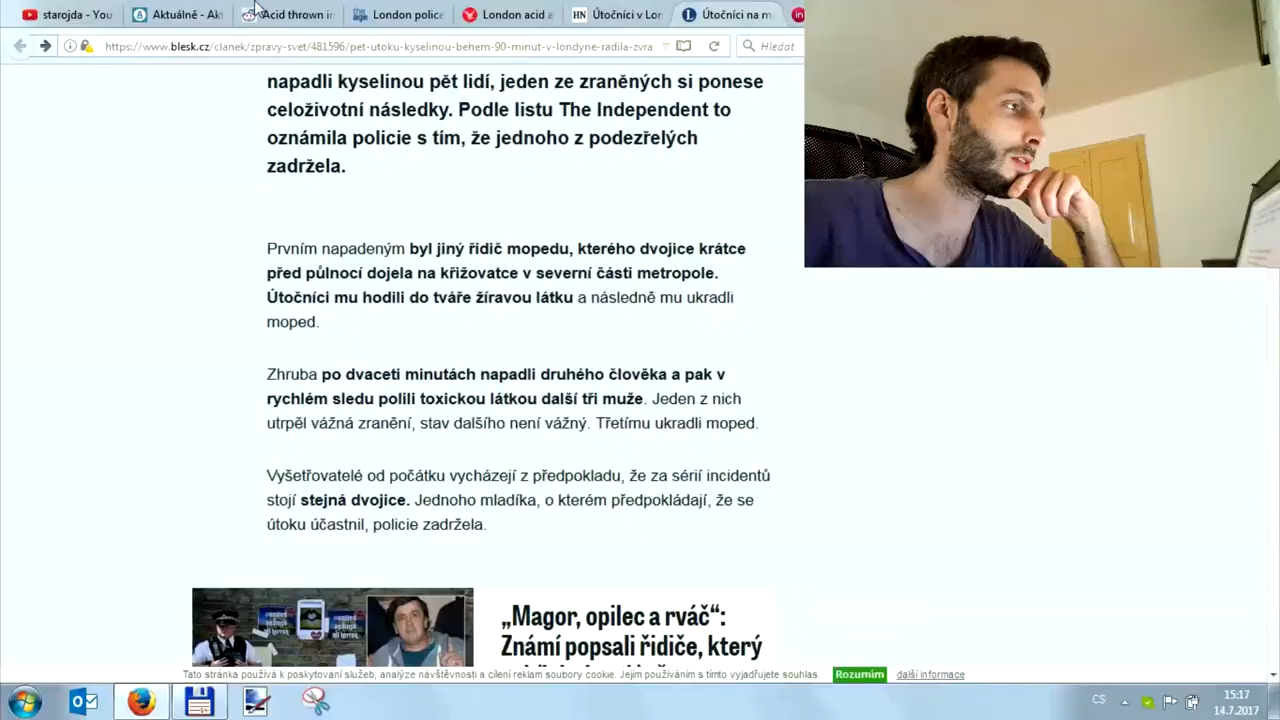 starojda - You
Aktuálně - Akt
Acid thrown in
London police
London acid a
HN Útočníci v Lon
L Útočníci na m
in
https://www.blesk.cz/clanek/zpravy-svet/481596/pet-utoku-kyselinou-behem-90-minut-v-londyne-radila-zvra
Hledat
napadli kyselinou pět lidí, jeden ze zraněných si ponese
celoživotní následky. Podle listu The Independent to
oznámila policie s tím, že jednoho z podezřelých
zadržela.
Prvním napadeným byl jiný řidič mopedu, kterého dvojice krátce
před půlnocí dojela na křižovatce v severní části metropole.
Útočníci mu hodili do tváře žíravou látku a následně mu ukradli
moped.
Zhruba po dvaceti minutách napadli druhého člověka a pak v
rychlém sledu polili toxickou látkou další tři muže. Jeden z nich
utrpěl vážná zranění, stav dalšího není vážný. Třetímu ukradli moped.
Vyšetřovatelé od počátku vycházejí z předpokladu, že za sérií incidentů
stojí stejná dvojice. Jednoho mladíka, o kterém předpokládají, že se
útoku účastnil, policie zadržela.
„Magor, opilec a rváč“:
Známí popsali řidiče, který
Tato stránka používá k poskytování služeb, analýze návštěvnosti a cílení reklam soubory cookie. Jejím používáním s tímto vyjadřujete souhlas.
Rozumím
další informace
CS
15:17
14.7.2017